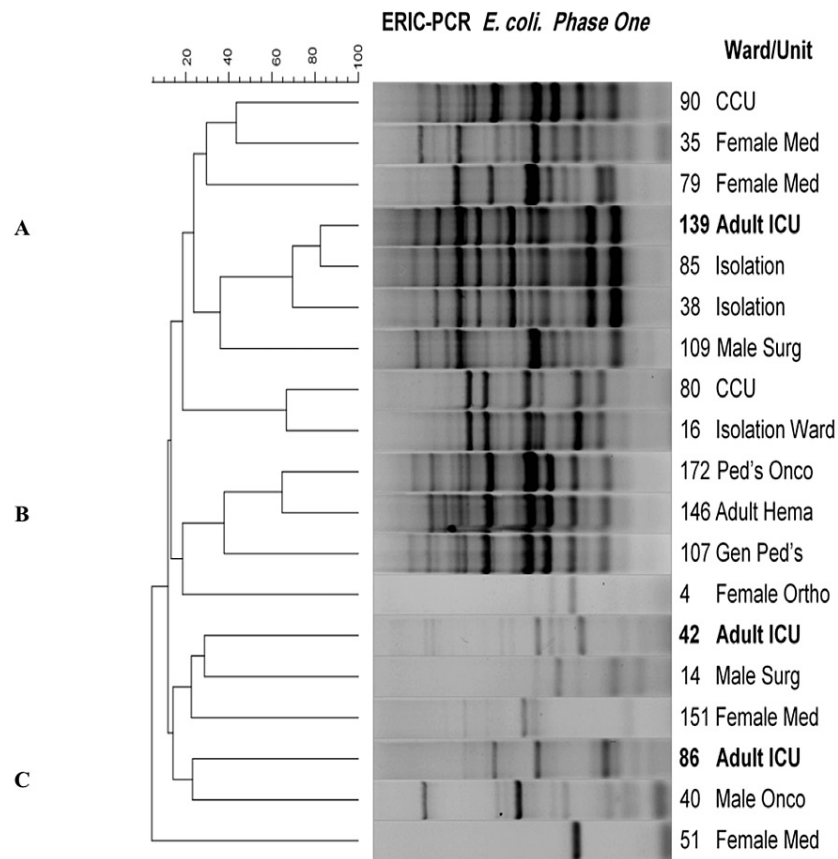 ERIC-PCR E. coli. Phase One
Ward/Unit
20 40 60 80 100
90 CCU
35 Female Med
79 Female Med
A
139 Adult ICU
85 Isolation
38 Isolation
109 Male Surg
80 CCU
16 Isolation Ward
172 Ped's Onco
B
146 Adult Hema
107 Gen Ped's
4 Female Ortho
42 Adult ICU
14 Male Surg
151 Female Med
86 Adult ICU
C
40 Male Onco
51 Female Med